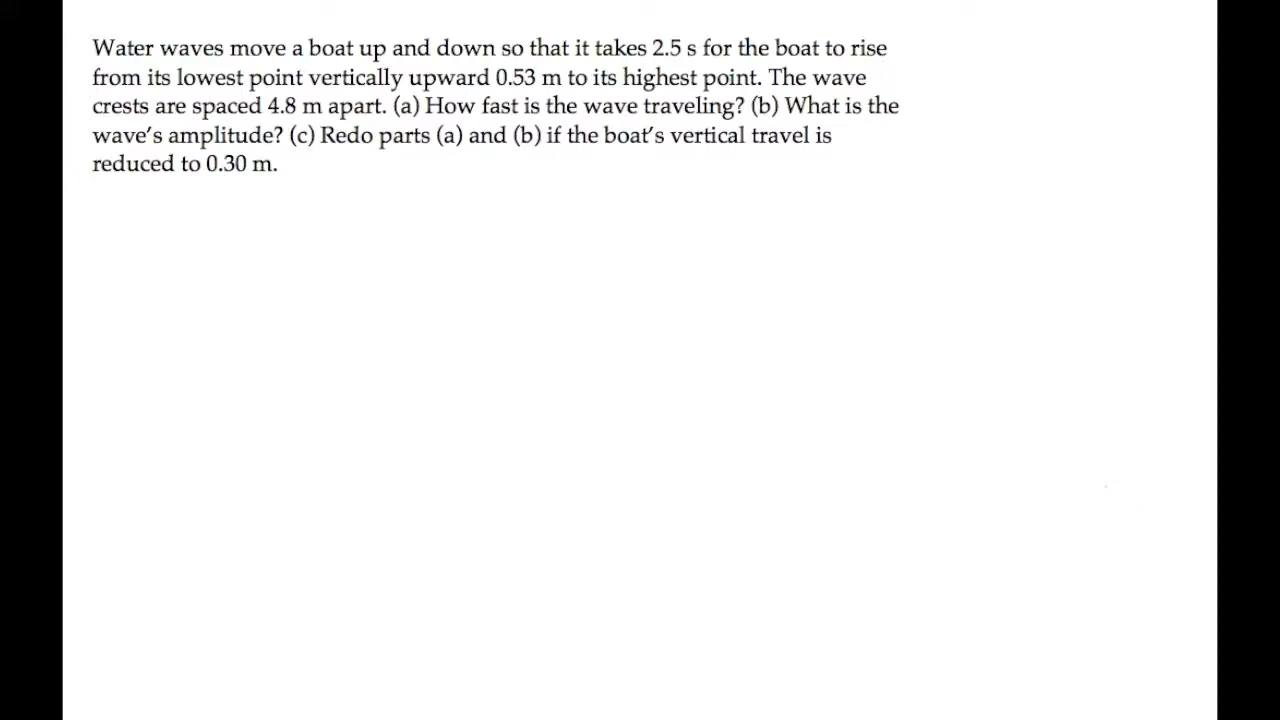 Water waves move a boat up and down so that it takes 2.5 s for the boat to rise
from its lowest point vertically upward 0.53 m to its highest point. The wave
crests are spaced 4.8 m apart. (a) How fast is the wave traveling? (b) What is the
wave's amplitude? (c) Redo parts (a) and (b) if the boat's vertical travel is
reduced to 0.30 m.